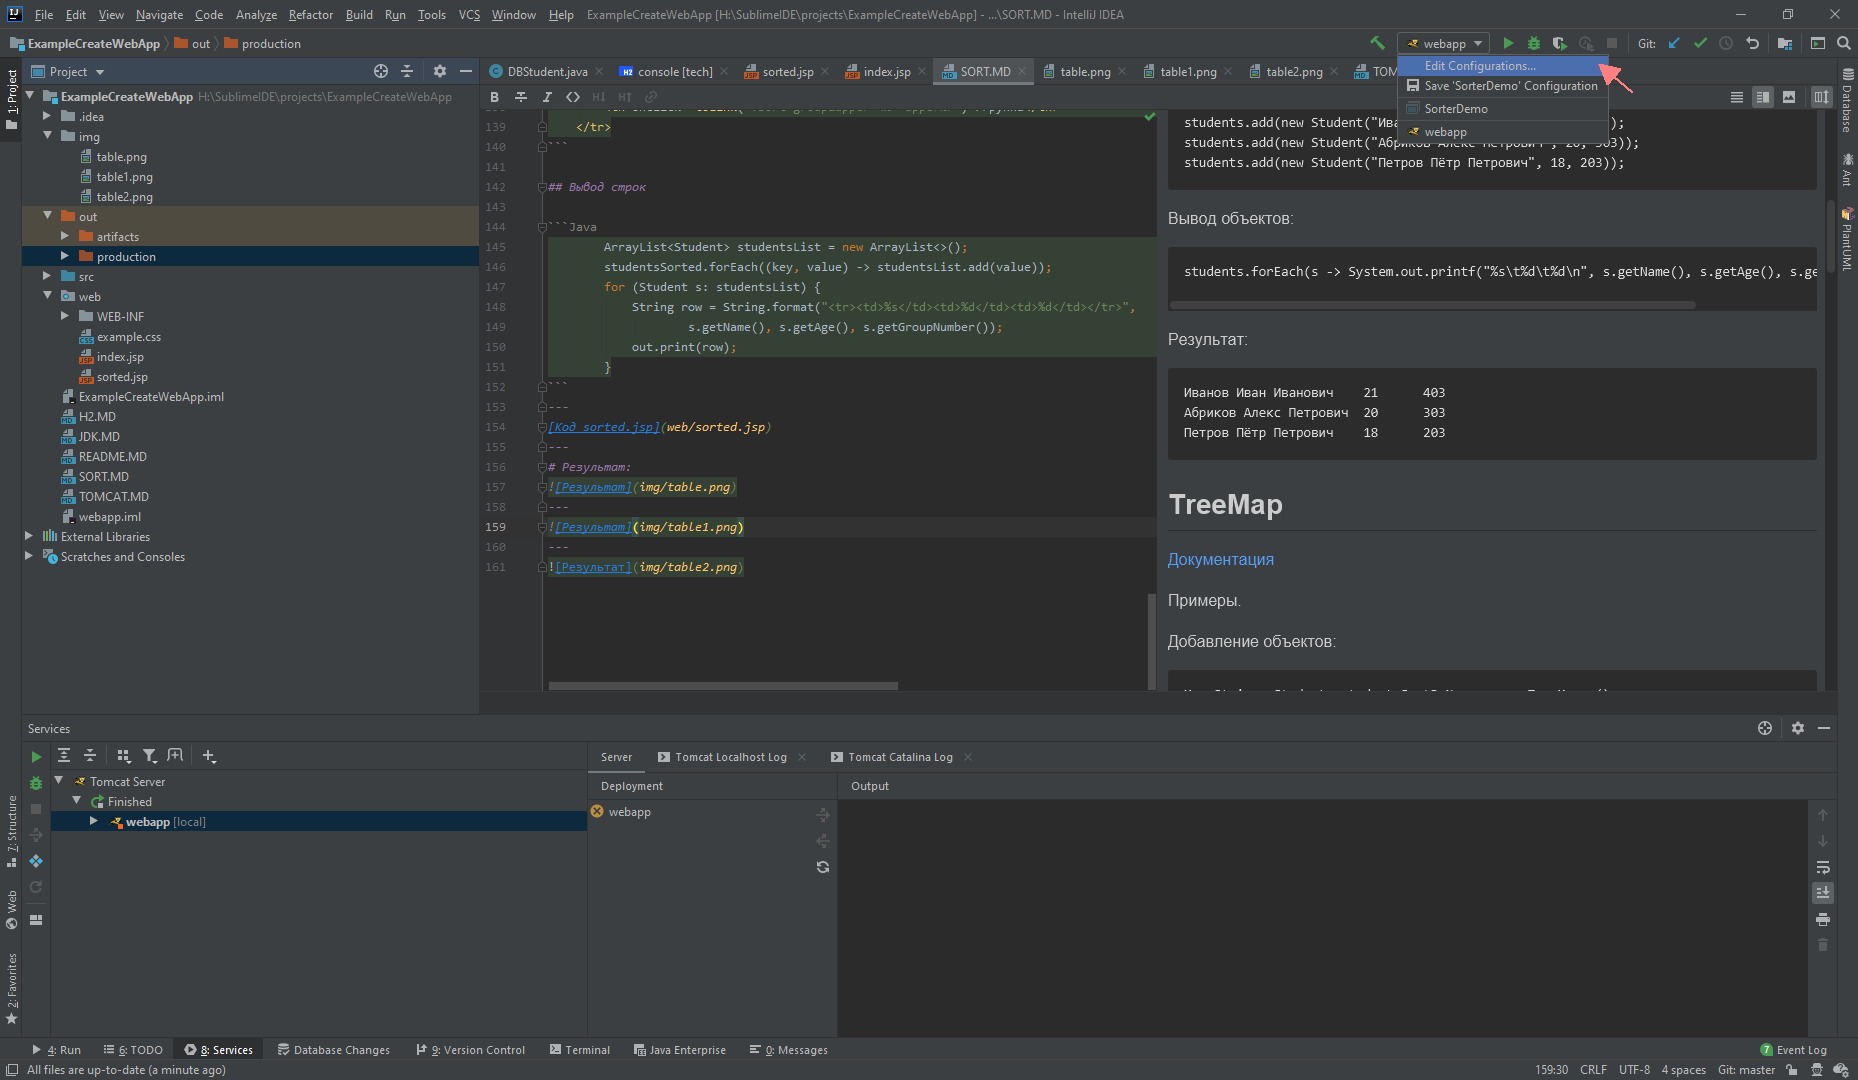 File Edit View Navigate Code Analyze Refactor Build Run Tools VCS Window Help ExampleCreateWebApp [H:\SublimeIDE\projects\ExampleCreateWebApp] - ...\SORT.MD - IntelliJ IDEA
ExampleCreateWebApp out production
webapp
Git:
Edit Configurations...
Save 'SorterDemo' Configuration
SorterDemo
webapp
1: Project
Project
ExampleCreateWebApp H:\SublimeIDE\projects\ExampleCreateWebApp
.idea
img
table.png
table1.png
table2.png
out
artifacts
production
src
web
WEB-INF
example.css
index.jsp
sorted.jsp
ExampleCreateWebApp.iml
H2.MD
JDK.MD
README.MD
SORT.MD
TOMCAT.MD
webapp.iml
External Libraries
Scratches and Consoles
DBStudent.java console [tech] sorted.jsp index.jsp SORT.MD table.png table1.png table2.png TOM
139 </tr>
140 ```
141
142 ## Вывод строк
143
144 ```Java
145 ArrayList<Student> studentsList = new ArrayList<>();
146 studentsSorted.forEach((key, value) -> studentsList.add(value));
147 for (Student s: studentsList) {
148 String row = String.format("<tr><td>%s</td><td>%d</td><td>%d</td></tr>",
149 s.getName(), s.getAge(), s.getGroupNumber());
150 out.print(row);
151 }
152 ```
153 ---
154 [Код sorted.jsp](web/sorted.jsp)
155 ---
156 # Результат:
157 ![Результат](img/table.png)
158 ---
159 ![Результат](img/table1.png)
160 ---
161 ![Результат](img/table2.png)
students.add(new Student("Ива );
students.add(new Student("Абриков Алекс Петрович", 20, 303));
students.add(new Student("Петров Пётр Петрович", 18, 203));
Вывод объектов:
students.forEach(s -> System.out.printf("%s\t%d\t%d\n", s.getName(), s.getAge(), s.ge
Результат:
Иванов Иван Иванович 21 403
Абриков Алекс Петрович 20 303
Петров Пётр Петрович 18 203
TreeMap
Документация
Примеры.
Добавление объектов:
Database
Ant
PlantUML
Services
Tomcat Server
Finished
webapp [local]
Server Tomcat Localhost Log Tomcat Catalina Log
Deployment Output
webapp
7: Structure
Web
2: Favorites
4: Run 6: TODO 8: Services Database Changes 9: Version Control Terminal Java Enterprise 0: Messages 7 Event Log
All files are up-to-date (a minute ago) 159:30 CRLF UTF-8 4 spaces Git: master